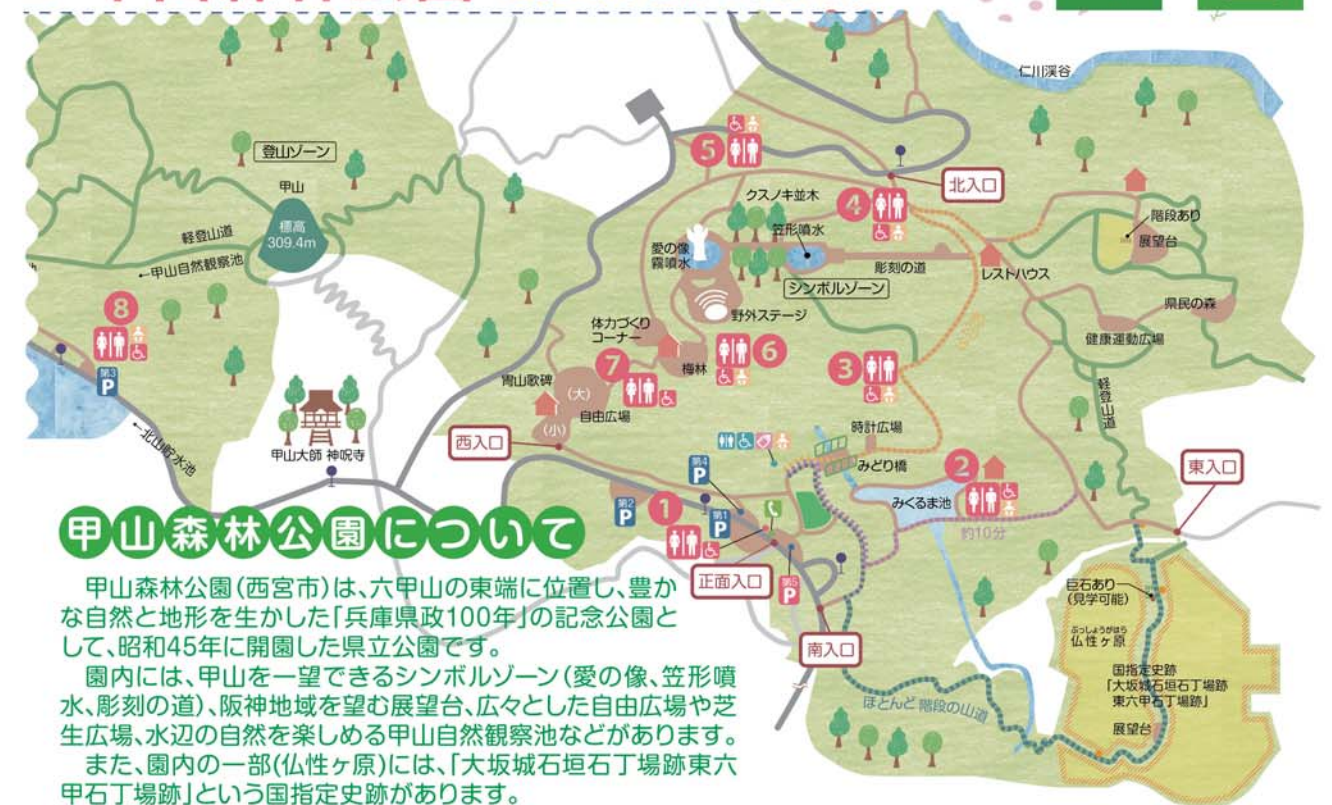 仁川渓谷
登山ゾーン
甲山
標高
309.4m
軽登山道
←甲山自然観察池
8
第3
P
←北山貯水池
甲山大師 神呪寺
5
北入口
クスノキ並木
4
笠形噴水
愛の像
霧噴水
彫刻の道
シンボルゾーン
レストハウス
階段あり
展望台
県民の森
健康運動広場
野外ステージ
体力づくり
コーナー
梅林
6
7
3
冑山歌碑
(大)
自由広場
(小)
西入口
時計広場
みどり橋
第4
P
第2
P
1
第1
P
正面入口
第5
P
みくるま池
2
約10分
軽登山道
東入口
南入口
ほとんど 階段の山道
巨石あり
(見学可能)
ぶっしょうがはら
仏性ヶ原
国指定史跡
「大坂城石垣石丁場跡
東六甲石丁場跡」
展望台
甲山森林公園について
甲山森林公園(西宮市)は、六甲山の東端に位置し、豊か
な自然と地形を生かした「兵庫県政100年」の記念公園と
して、昭和45年に開園した県立公園です。
園内には、甲山を一望できるシンボルゾーン(愛の像、笠形噴
水、彫刻の道)、阪神地域を望む展望台、広々とした自由広場や芝
生広場、水辺の自然を楽しめる甲山自然観察池などがあります。
また、園内の一部(仏性ヶ原)には、「大坂城石垣石丁場跡東六
甲石丁場跡」という国指定史跡があります。